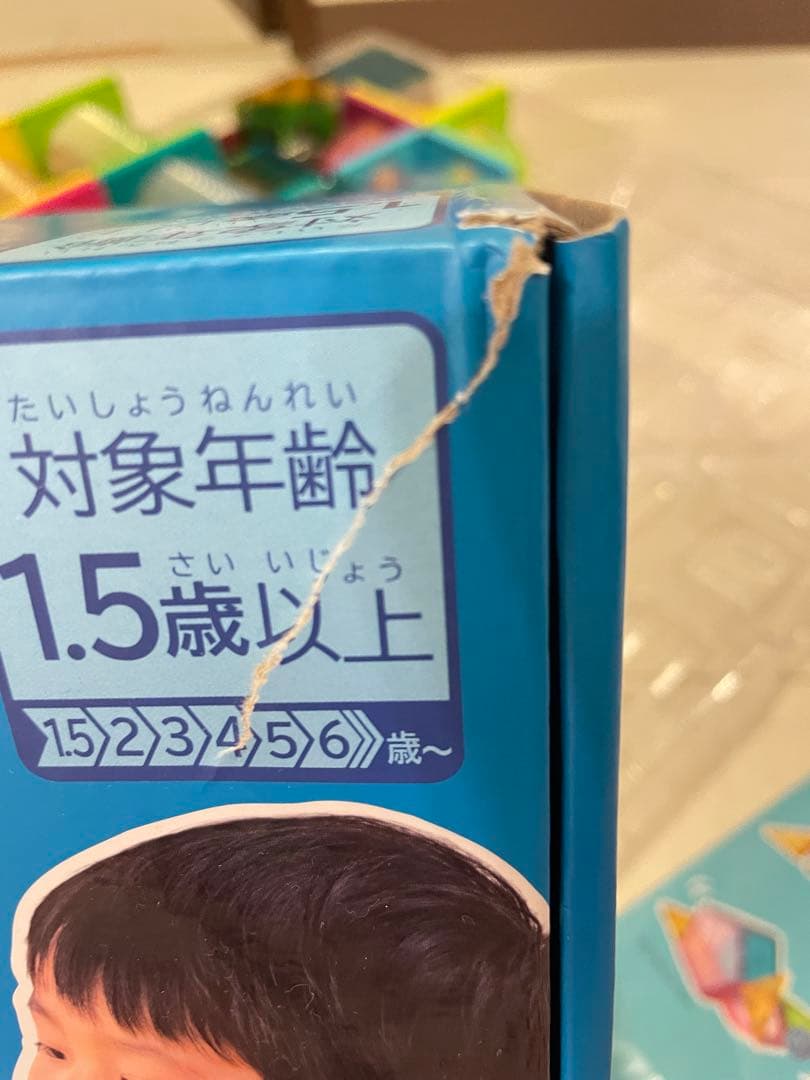 たいしょうねんれい
対象年齢
さい いじょう
1.5歳以上
1.5 2 3 4 5 6 歳~